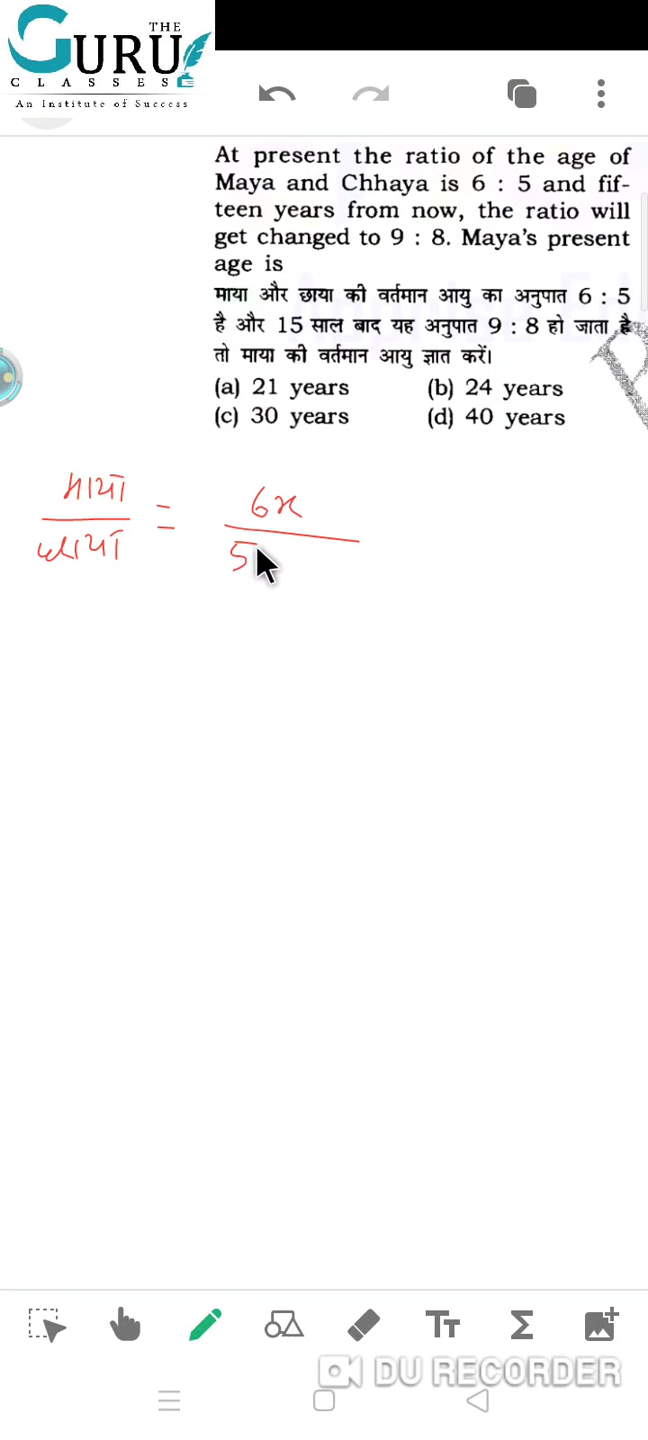 THE
GURU
CLASSES
An Institute of Success
At present the ratio of the age of
Maya and Chhaya is 6 : 5 and fif-
teen years from now, the ratio will
get changed to 9 : 8. Maya's present
age is
माया और छाया की वर्तमान आयु का अनुपात 6 : 5
है और 15 साल बाद यह अनुपात 9 : 8 हो जाता है
तो माया की वर्तमान आयु ज्ञात करें।
(a) 21 years (b) 24 years
(c) 30 years (d) 40 years
माया = 6x
छाया 5
Tт Σ
DU RECORDER